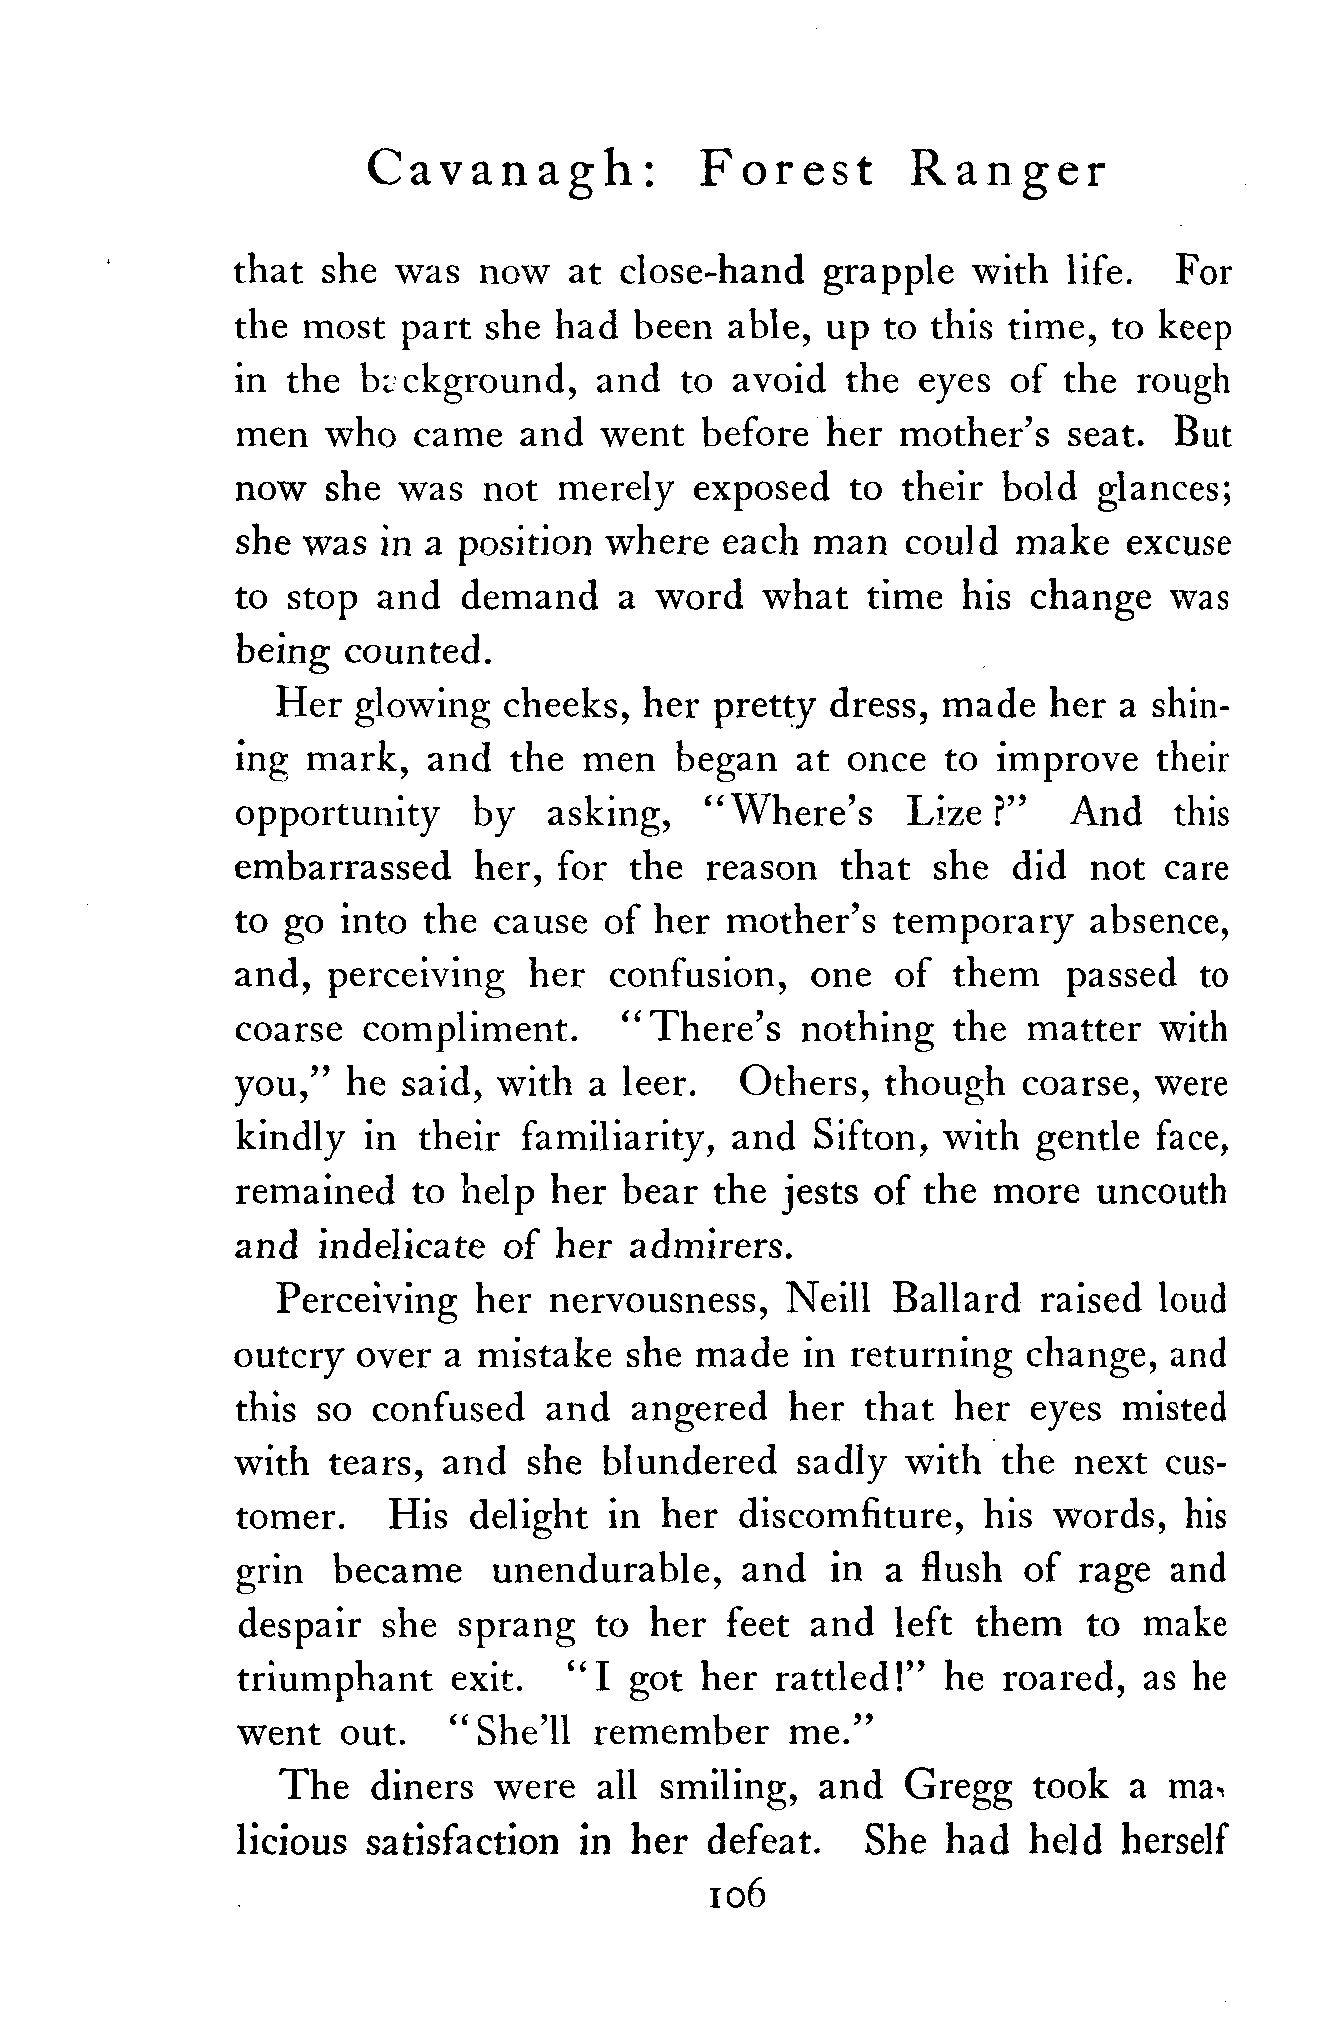 Cavanagh: Forest Ranger
that she was now at close-hand grapple with life. For
the most part she had been able, up to this time, to keep
in the background, and to avoid the eyes of the rough
men who came and went before her mother's seat. But
now she was not merely exposed to their bold glances;
she was in a position where each man could make excuse
to stop and demand a word what time his change was
being counted.
Her glowing cheeks, her pretty dress, made her a shin-
ing mark, and the men began at once to improve their
opportunity by asking, "Where's Lize?" And this
embarrassed her, for the reason that she did not care
to go into the cause of her mother's temporary absence,
and, perceiving her confusion, one of them passed to
coarse compliment. "There's nothing the matter with
you," he said, with a leer. Others, though coarse, were
kindly in their familiarity, and Sifton, with gentle face,
remained to help her bear the jests of the more uncouth
and indelicate of her admirers.
Perceiving her nervousness, Neill Ballard raised loud
outcry over a mistake she made in returning change, and
this so confused and angered her that her eyes misted
with tears, and she blundered sadly with the next cus-
tomer. His delight in her discomfiture, his words, his
grin became unendurable, and in a flush of rage and
despair she sprang to her feet and left them to make
triumphant exit. "I got her rattled!" he roared, as he
went out. "She'll remember me."
The diners were all smiling, and Gregg took a ma-
licious satisfaction in her defeat. She had held herself
106